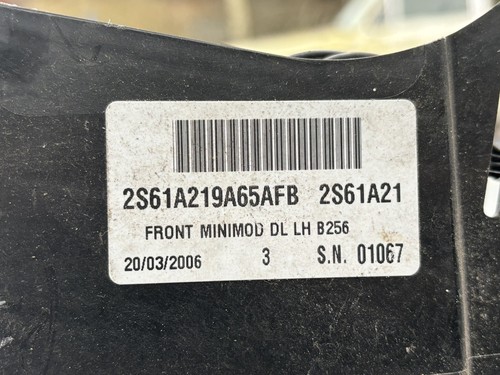 2S61A219A65AFB 2S61A21
FRONT MINIMOD DL LH B256
20/03/2006 3 S.N. 01067